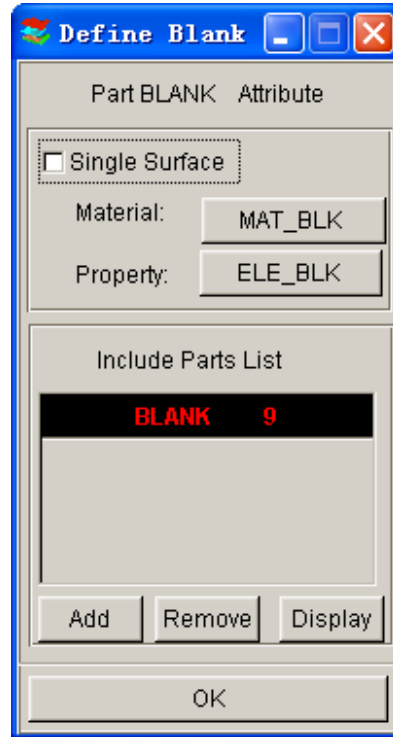 Define Blank
Part BLANK Attribute
Single Surface
Material: MAT_BLK
Property: ELE_BLK
Include Parts List
BLANK 9
Add Remove Display
OK